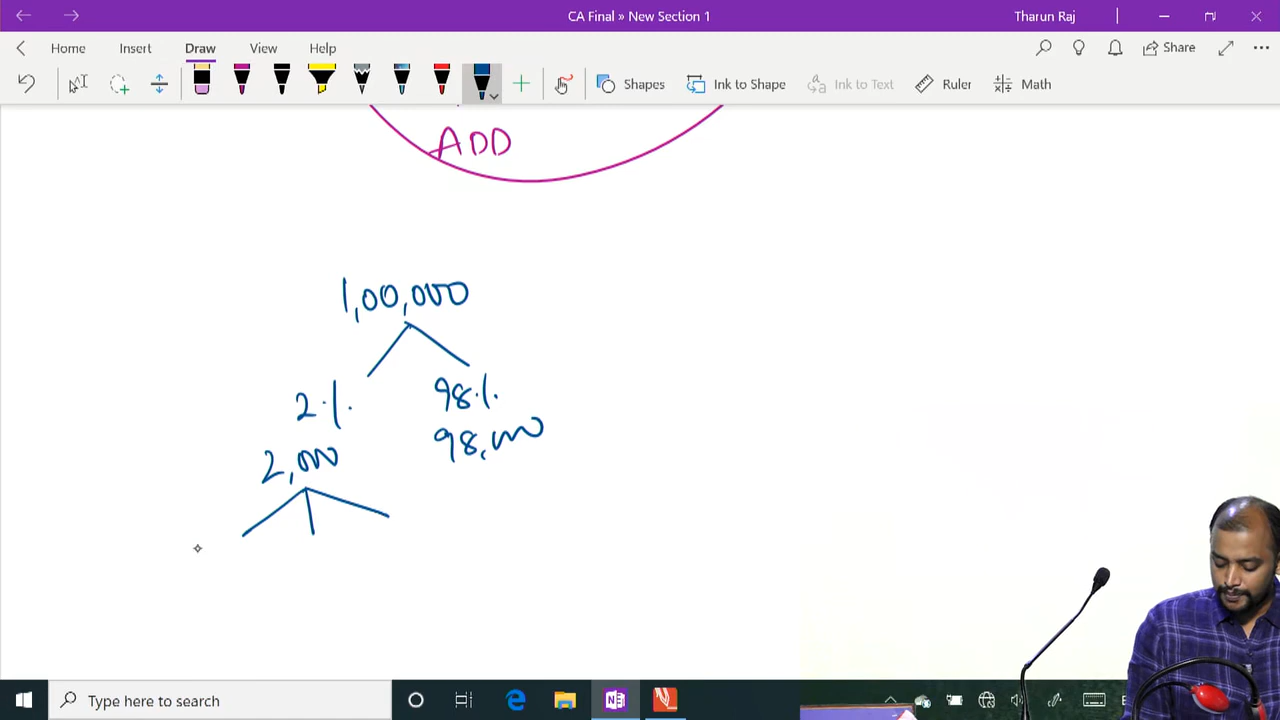 CA Final » New Section 1
Tharun Raj
Home Insert Draw View Help
Share
Shapes Ink to Shape Ink to Text Ruler Math
ADD
1,00,000
2% 98%
2,000 98,000
Type here to search